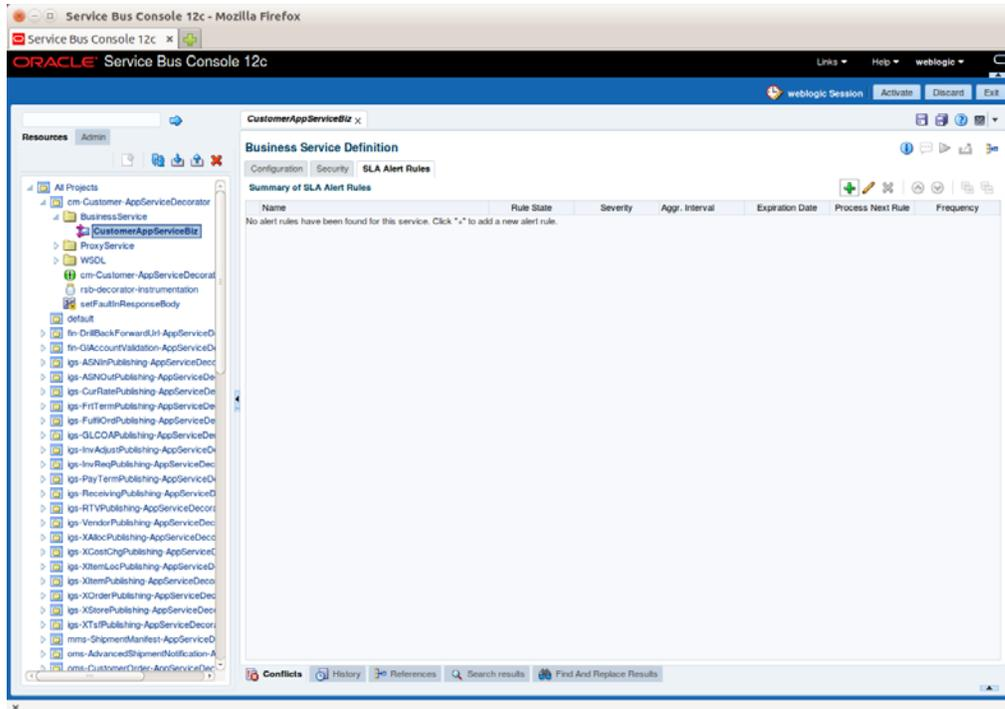 Service Bus Console 12c - Mozilla Firefox
Service Bus Console 12c
ORACLE Service Bus Console 12c
Links Help weblogic
weblogic Session Activate Discard Exit
CustomerAppServiceBiz
Resources Admin
Business Service Definition
Configuration Security SLA Alert Rules
Summary of SLA Alert Rules
Name Rule State Severity Aggr. Interval Expiration Date Process Next Rule Frequency
No alert rules have been found for this service. Click "+" to add a new alert rule.
All Projects
cm-Customer-AppServiceDecorator
BusinessService
CustomerAppServiceBiz
ProxyService
WSDL
cm-Customer-AppServiceDecorat
rsb-decorator-instrumentation
setFaultInResponseBody
default
fin-DrillBackForwardUrl-AppServiceD
fin-GlAccountValidation-AppServiceD
igs-ASNInPublishing-AppServiceDec
igs-ASNOutPublishing-AppServiceDe
igs-CurRatePublishing-AppServiceDe
igs-FrtTermPublishing-AppServiceDe
igs-FulfilOrdPublishing-AppServiceDe
igs-GLCOAPublishing-AppServiceDe
igs-InvAdjustPublishing-AppServiceD
igs-InvReqPublishing-AppServiceDec
igs-PayTermPublishing-AppServiceD
igs-ReceivingPublishing-AppServiceD
igs-RTVPublishing-AppServiceDecor
igs-VendorPublishing-AppServiceDec
igs-XAllocPublishing-AppServiceDeco
igs-XCostChgPublishing-AppService
igs-XItemLocPublishing-AppServiceD
igs-XItemPublishing-AppServiceDeco
igs-XOrderPublishing-AppServiceDec
igs-XStorePublishing-AppServiceDec
igs-XTsfPublishing-AppServiceDecor
mms-ShipmentManifest-AppServiceD
oms-AdvancedShipmentNotification-A
oms-CustomerOrder-AppServiceDec
Conflicts History References Search results Find And Replace Results